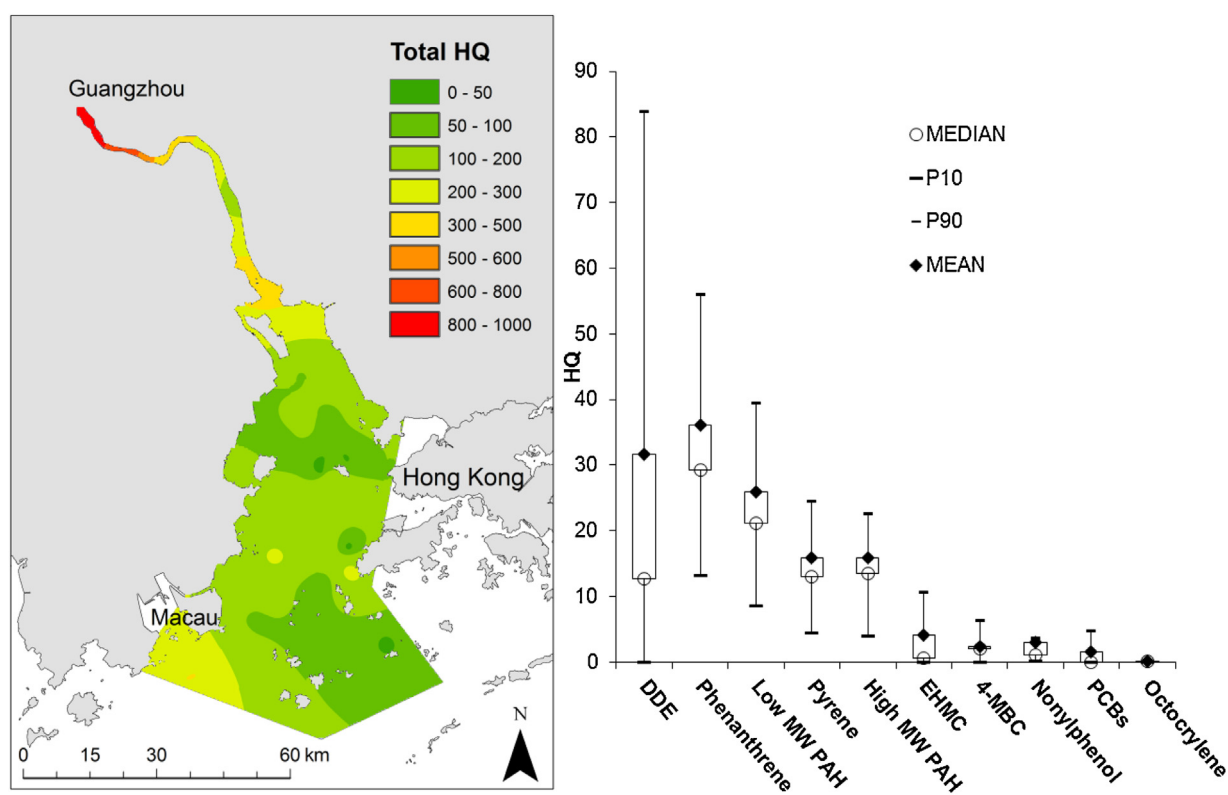 Guangzhou
Total HQ
0 - 50
50 - 100
100 - 200
200 - 300
300 - 500
500 - 600
600 - 800
800 - 1000
Hong Kong
Macau
N
0 15 30 60 km
90
80
70
60
50
40
30
20
10
0
HQ
MEDIAN
P10
P90
MEAN
DDE
Phenanthrene
Low MW PAH
Pyrene
High MW PAH
EHMC
4-MBC
Nonylphenol
PCBs
Octocrylene